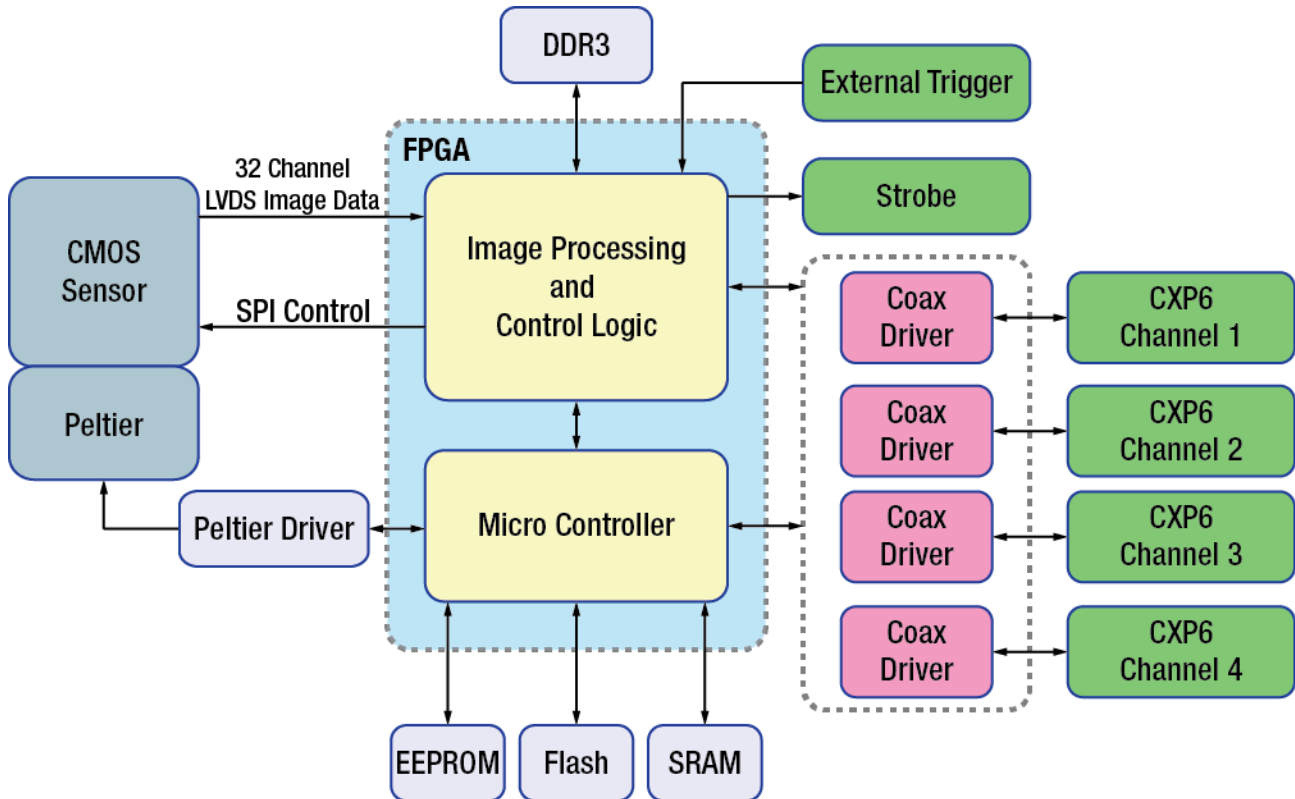 DDR3
External Trigger
FPGA
32 Channel
LVDS Image Data
Strobe
CMOS
Sensor
Image Processing
and
Control Logic
SPI Control
Coax
Driver
CXP6
Channel 1
Peltier
Coax
Driver
CXP6
Channel 2
Peltier Driver
Micro Controller
Coax
Driver
CXP6
Channel 3
Coax
Driver
CXP6
Channel 4
EEPROM
Flash
SRAM